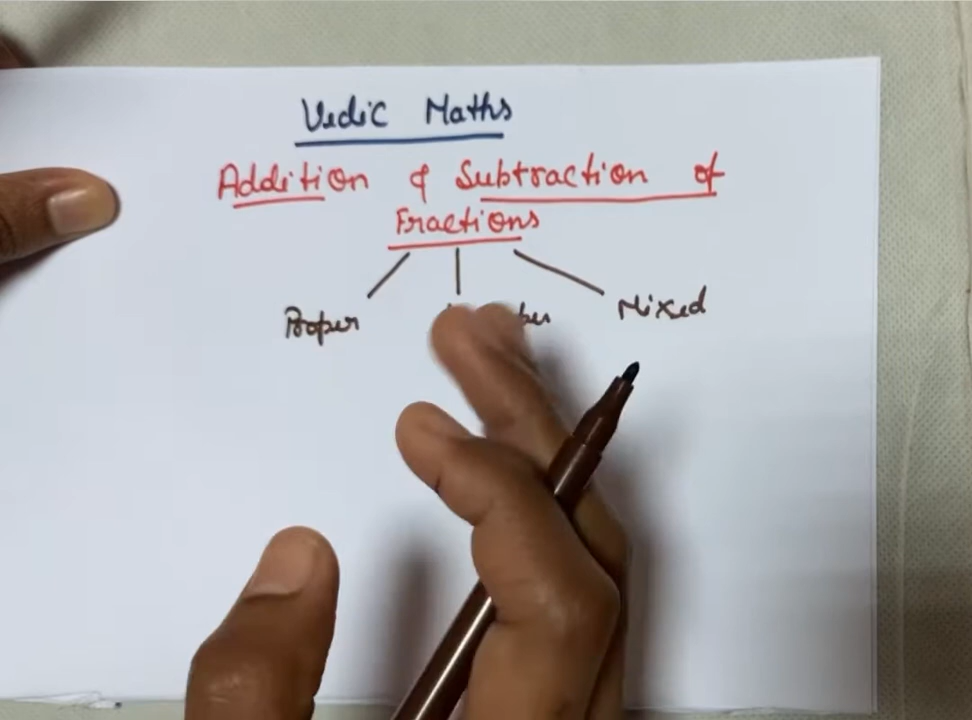 Vedic Maths
Addition & Subtraction of
Fractions
Proper Mixed